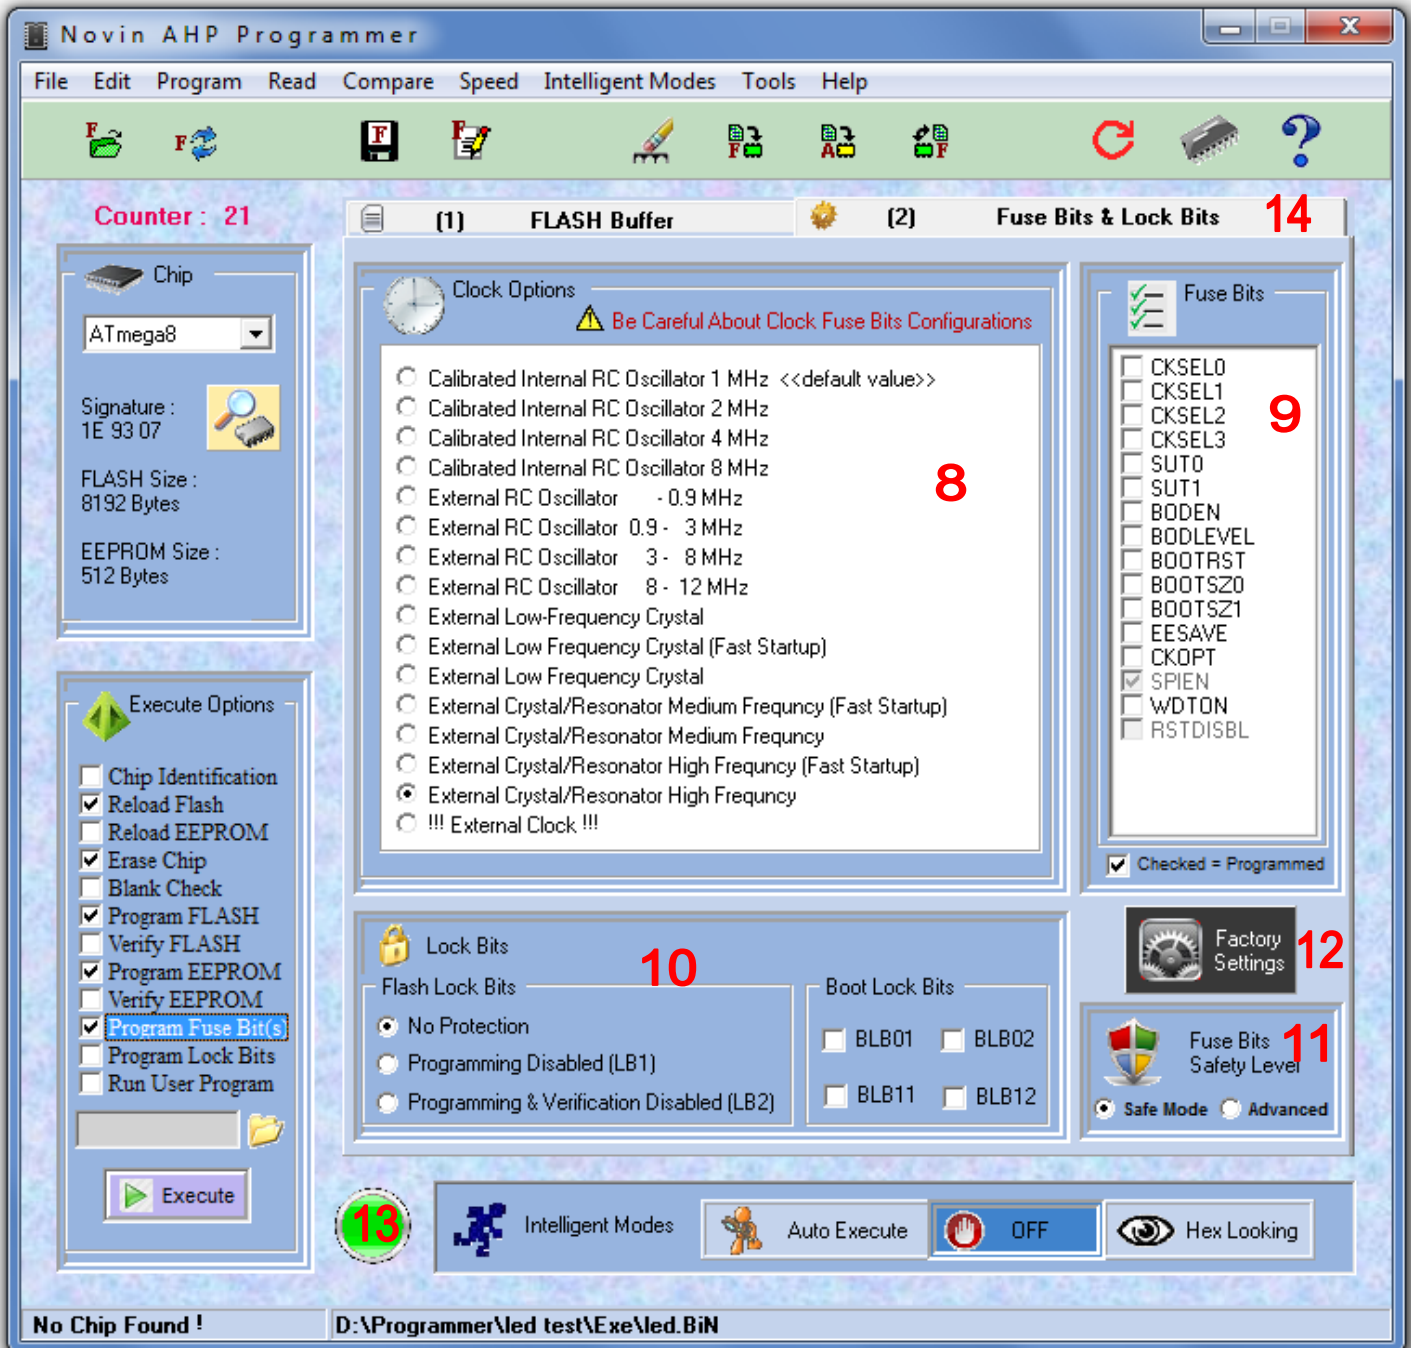 Novin AHP Programmer
X
File Edit Program Read Compare Speed Intelligent Modes Tools Help
F F F F F A F ?
Counter : 21
(1) FLASH Buffer
(2) Fuse Bits & Lock Bits 14
Chip
ATmega8
Signature :
1E 93 07
FLASH Size :
8192 Bytes
EEPROM Size :
512 Bytes
Execute Options
Chip Identification
Reload Flash
Reload EEPROM
Erase Chip
Blank Check
Program FLASH
Verify FLASH
Program EEPROM
Verify EEPROM
Program Fuse Bit(s)
Program Lock Bits
Run User Program
Execute
Clock Options
Be Careful About Clock Fuse Bits Configurations
Calibrated Internal RC Oscillator 1 MHz <<default value>>
Calibrated Internal RC Oscillator 2 MHz
Calibrated Internal RC Oscillator 4 MHz
Calibrated Internal RC Oscillator 8 MHz
External RC Oscillator - 0.9 MHz
External RC Oscillator 0.9 - 3 MHz
External RC Oscillator 3 - 8 MHz
External RC Oscillator 8 - 12 MHz
External Low-Frequency Crystal
External Low Frequency Crystal (Fast Startup)
External Low Frequency Crystal
External Crystal/Resonator Medium Frequncy (Fast Startup)
External Crystal/Resonator Medium Frequncy
External Crystal/Resonator High Frequncy (Fast Startup)
External Crystal/Resonator High Frequncy
!!! External Clock !!!
8
Fuse Bits
CKSEL0
CKSEL1
CKSEL2
CKSEL3
SUT0
SUT1
BODEN
BODLEVEL
BOOTRST
BOOTSZ0
BOOTSZ1
EESAVE
CKOPT
SPIEN
WDTON
RSTDISBL
9
Checked = Programmed
Lock Bits
10
Flash Lock Bits
No Protection
Programming Disabled (LB1)
Programming & Verification Disabled (LB2)
Boot Lock Bits
BLB01 BLB02
BLB11 BLB12
Factory
Settings
12
Fuse Bits
Safety Level
11
Safe Mode Advanced
13
Intelligent Modes
Auto Execute
OFF
Hex Looking
No Chip Found !
D:\Programmer\led test\Exe\led.BiN